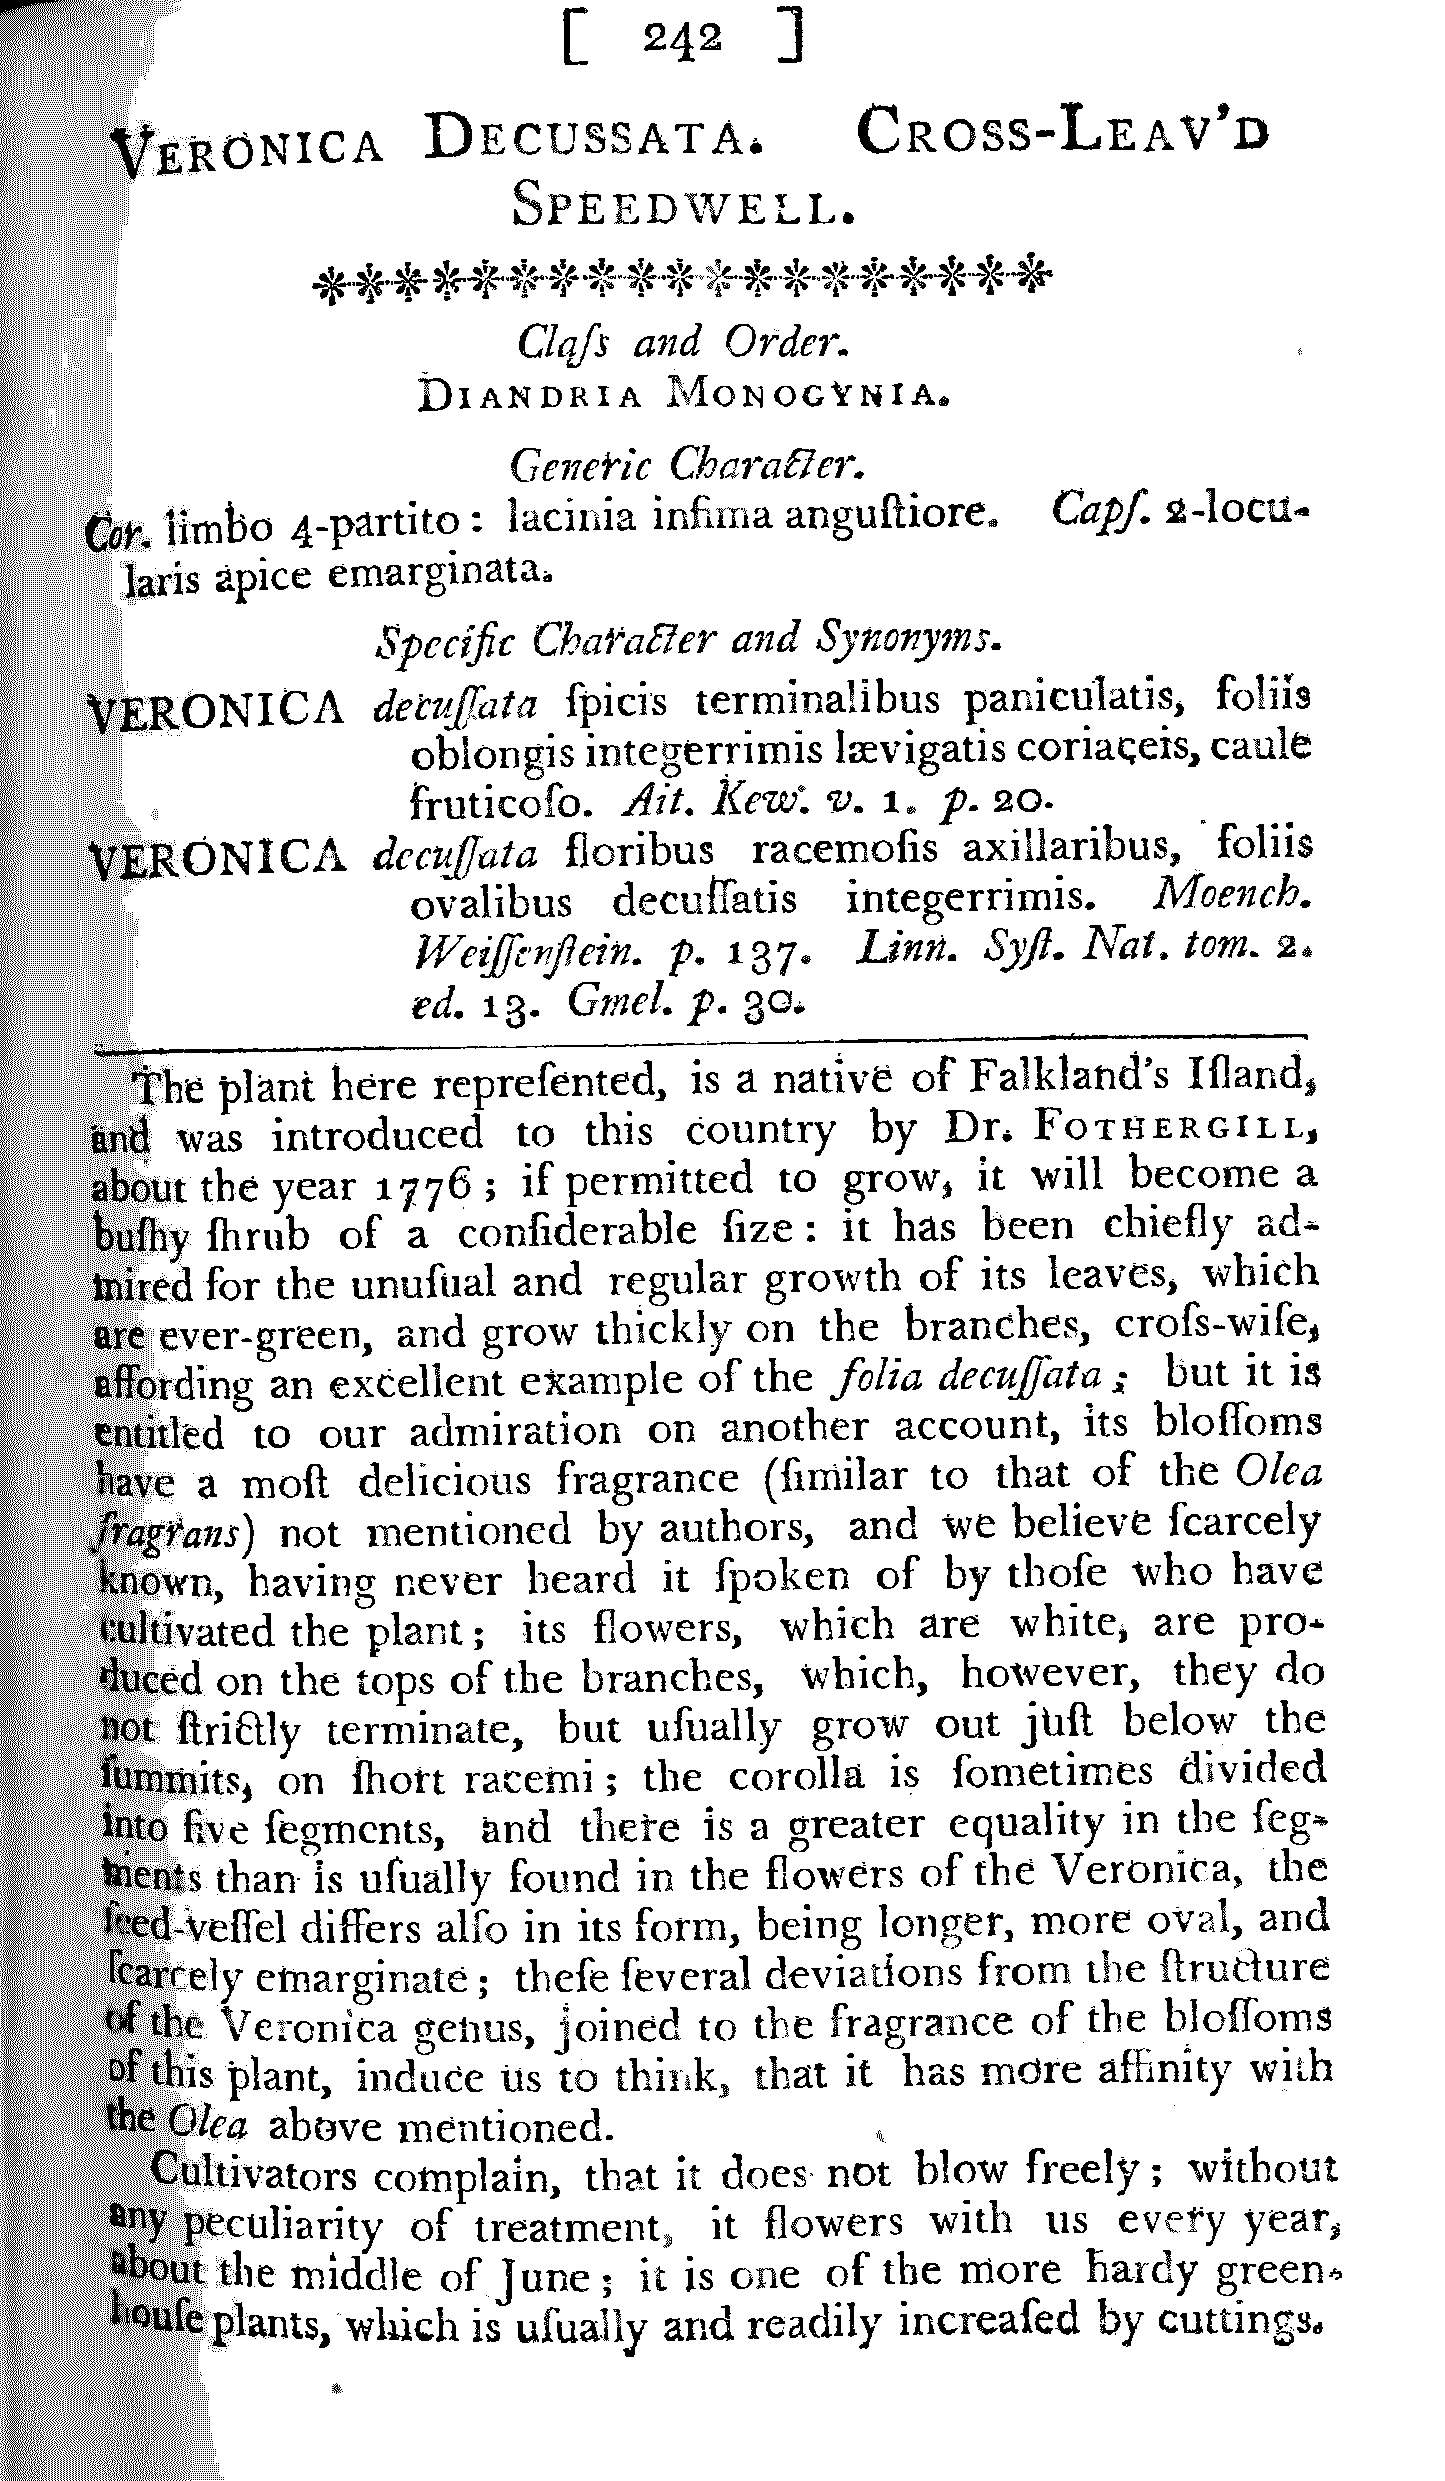 [ 242 ]
VERONICA DECUSSATA. CROSS-LEAV'D
SPEEDWELL.
Claſs and Order.
DIANDRIA MONOGYNIA.
Generic Character.
Cor. limbo 4-partito: lacinia infima anguſtiore. Capſ. 2-locu-
laris apice emarginata.
Specific Character and Synonyms.
VERONICA decuſſata ſpicis terminalibus paniculatis, foliis
oblongis integerrimis lævigatis coriaceis, caule
fruticoſo. Ait. Kew. v. 1. p. 20.
VERONICA decuſſata floribus racemoſis axillaribus, foliis
ovalibus decuſſatis integerrimis. Moench.
Weiſſenſtein. p. 137. Linn. Syſt. Nat. tom. 2.
ed. 13. Gmel. p. 30.
The plant here repreſented, is a native of Falkland's Iſland,
and was introduced to this country by Dr. FOTHERGILL,
about the year 1776; if permitted to grow, it will become a
buſhy ſhrub of a conſiderable ſize: it has been chiefly ad-
mired for the unuſual and regular growth of its leaves, which
are ever-green, and grow thickly on the branches, croſs-wiſe,
affording an excellent example of the folia decuſſata; but it is
entitled to our admiration on another account, its bloſſoms
have a moſt delicious fragrance (ſimilar to that of the Olea
fragrans) not mentioned by authors, and we believe ſcarcely
known, having never heard it ſpoken of by thoſe who have
cultivated the plant; its flowers, which are white, are pro-
duced on the tops of the branches, which, however, they do
not ſtrictly terminate, but uſually grow out juſt below the
ſummits, on ſhort racemi; the corolla is ſometimes divided
into five ſegments, and there is a greater equality in the ſeg-
ments than is uſually found in the flowers of the Veronica, the
ſeed-veſſel differs alſo in its form, being longer, more oval, and
ſcarcely emarginate; theſe ſeveral deviations from the ſtructure
of the Veronica genus, joined to the fragrance of the bloſſoms
of this plant, induce us to think, that it has more affinity with
the Olea above mentioned.
Cultivators complain, that it does not blow freely; without
any peculiarity of treatment, it flowers with us every year,
about the middle of June; it is one of the more hardy green-
houſe plants, which is uſually and readily increaſed by cuttings.